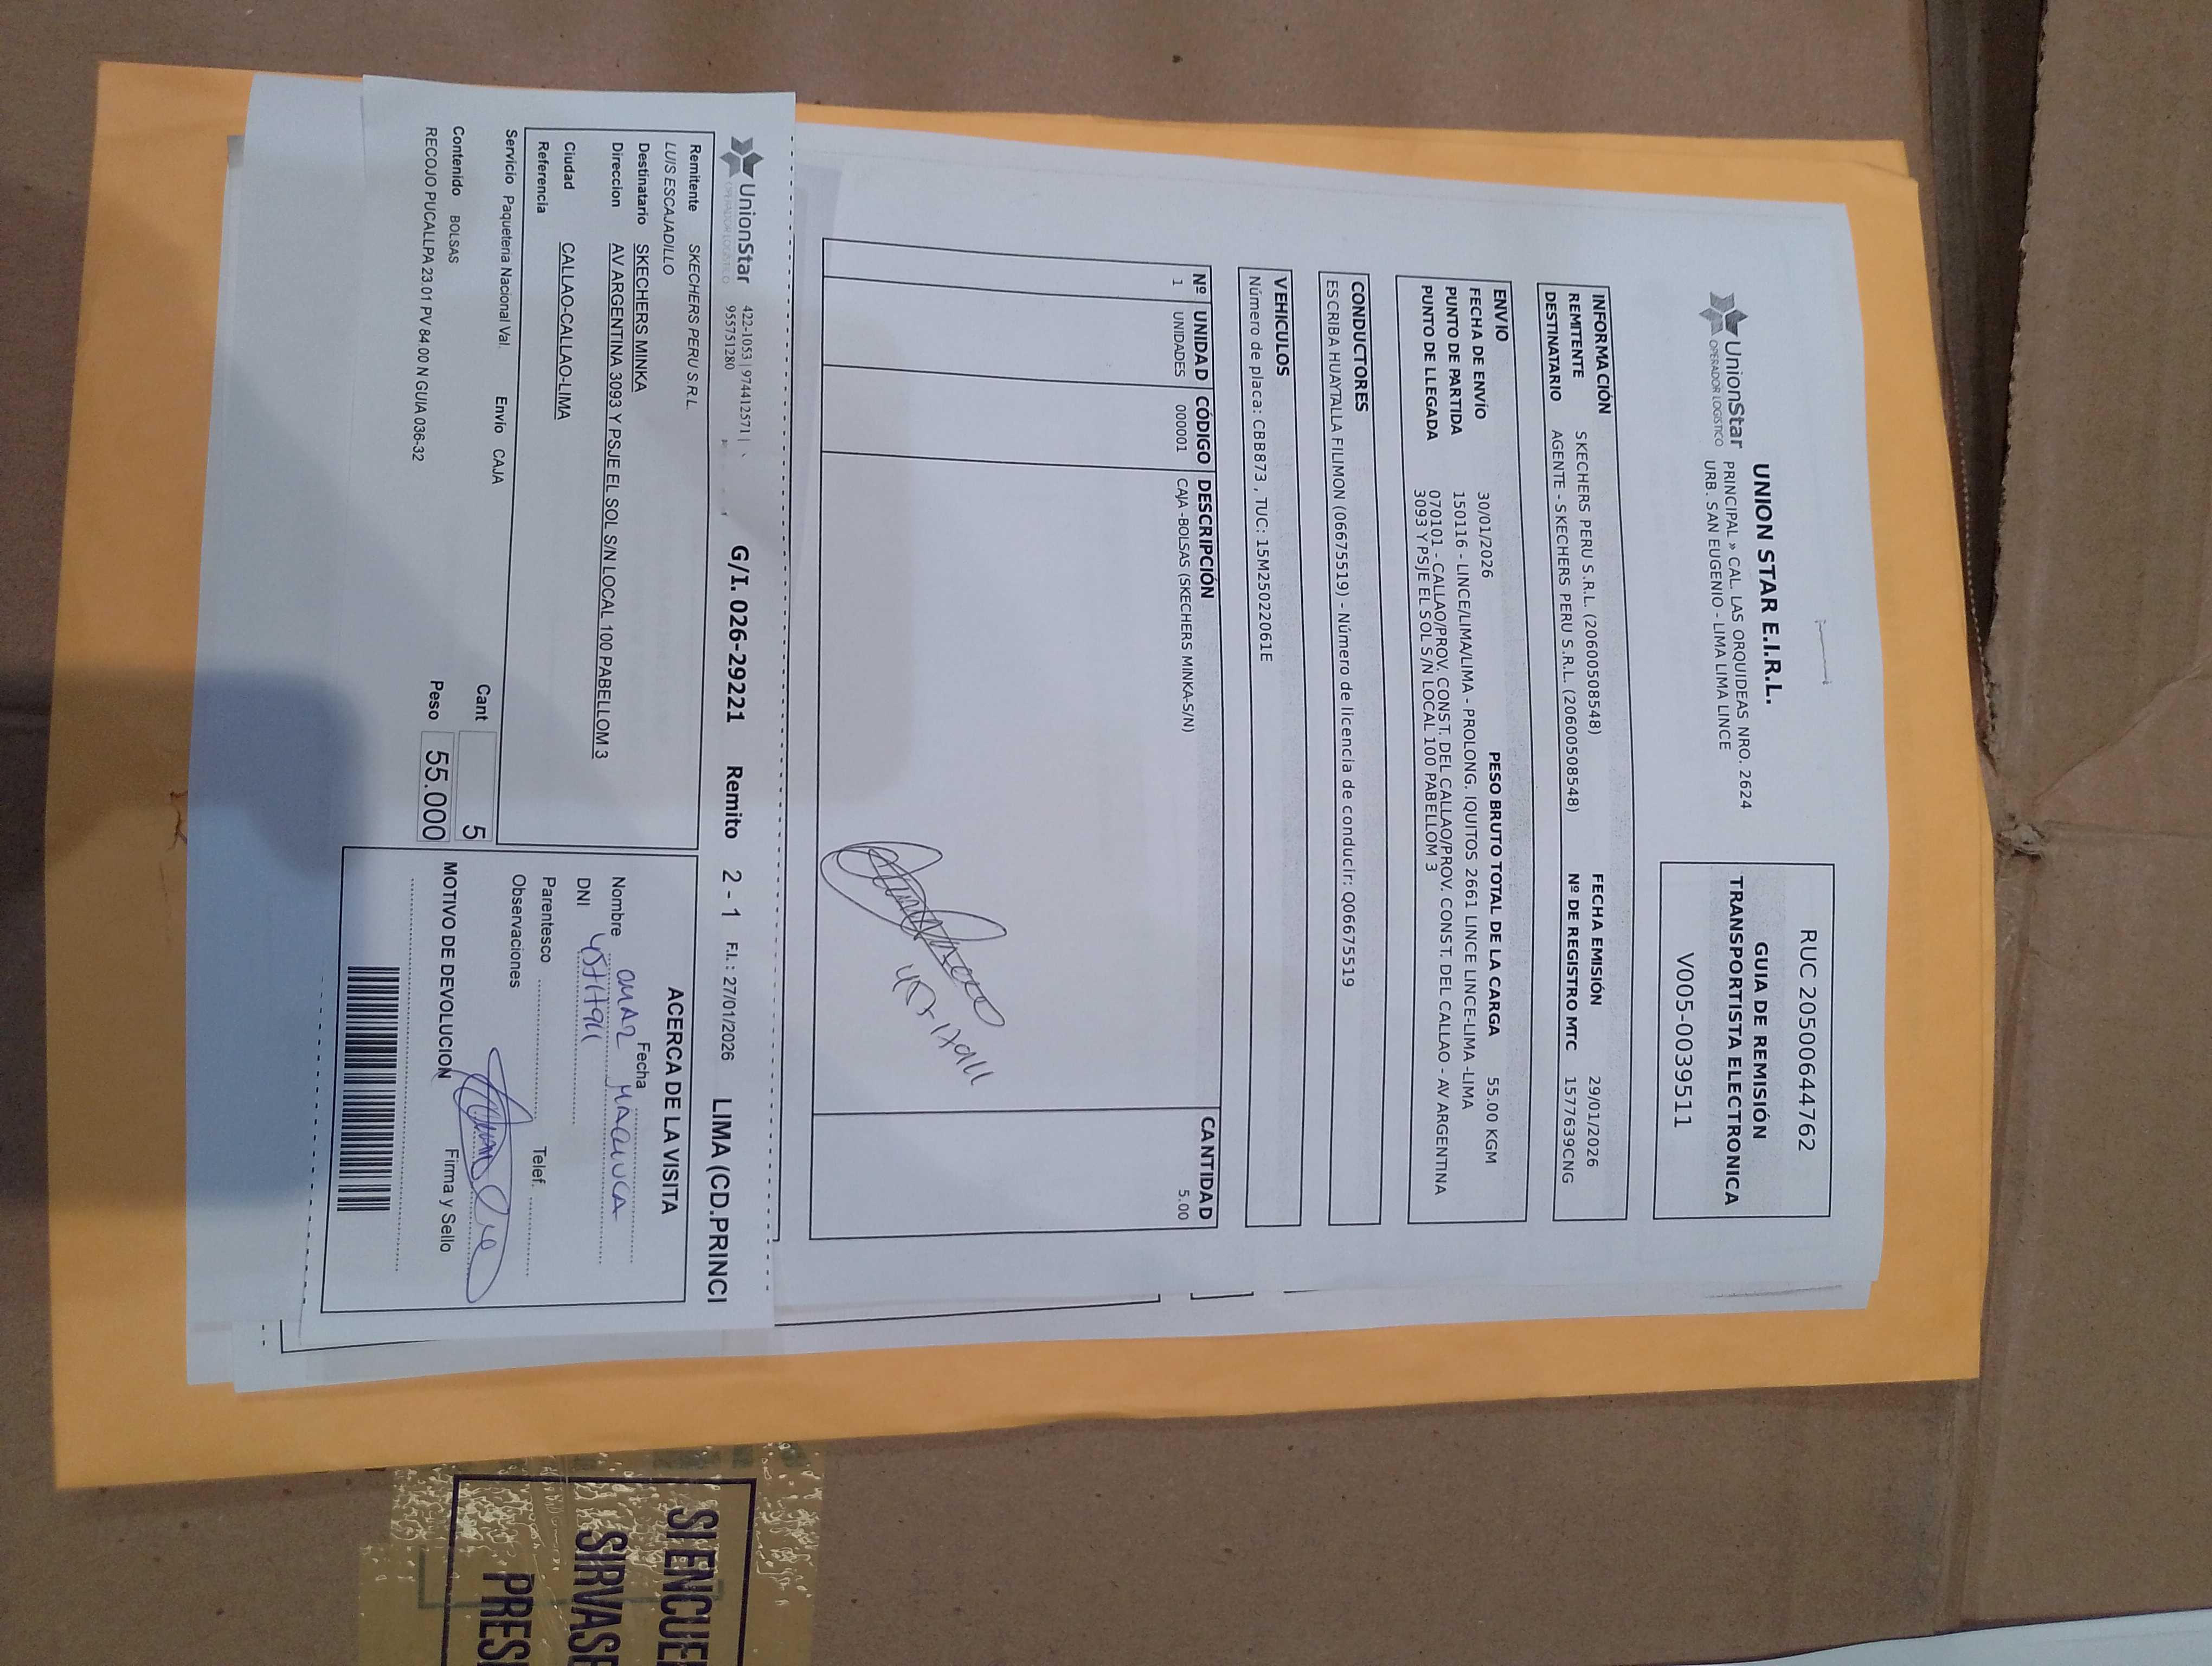 UnionStar
OPERADOR LOGISTICO
UNION STAR E.I.R.L.
PRINCIPAL » CAL. LAS ORQUIDEAS NRO. 2624
URB. SAN EUGENIO - LIMA LIMA LINCE
RUC 20500644762
GUIA DE REMISIÓN
TRANSPORTISTA ELECTRONICA
V005-0039511
INFORMACIÓN
REMITENTE SKECHERS PERU S.R.L. (20600508548)
DESTINATARIO AGENTE - SKECHERS PERU S.R.L. (20600508548)
FECHA EMISIÓN 29/01/2026
Nº DE REGISTRO MTC 1577639CNG
ENVIO
FECHA DE ENVIO 30/01/2026 PESO BRUTO TOTAL DE LA CARGA 55.00 KGM
PUNTO DE PARTIDA 150116 - LINCE/LIMA/LIMA - PROLONG. IQUITOS 2661 LINCE LINCE-LIMA -LIMA
PUNTO DE LLEGADA 070101 - CALLAO/PROV. CONST. DEL CALLAO/PROV. CONST. DEL CALLAO - AV ARGENTINA
3093 Y PSJE EL SOL S/N LOCAL 100 PABELLOM 3
CONDUCTORES
ESCRIBA HUAYTALLA FILIMON (06675519) - Número de licencia de conducir: Q06675519
VEHICULOS
Número de placa: CBB873 , TUC: 15M25022061E
Nº UNIDAD CÓDIGO DESCRIPCIÓN CANTIDAD
1 UNIDADES 000001 CAJA - BOLSAS (SKECHERS MINKA-S/N) 5.00
UnionStar
OPERADOR LOGISTICO
422-1053 | 974412571 |
955751280
G/I. 026-29221 Remito 2 - 1 F.I. : 27/01/2026 LIMA (CD.PRINCI
Remitente SKECHERS PERU S.R.L.
LUIS ESCAJADILLO
Destinatario SKECHERS MINKA
Direccion AV ARGENTINA 3093 Y PSJE EL SOL S/N LOCAL 100 PABELLOM 3
Ciudad CALLAO-CALLAO-LIMA
Referencia
Servicio Paqueteria Nacional Val. Envío CAJA
Contenido BOLSAS
RECOJO PUCALLPA 23.01 PV 84.00 N GUIA 036-32
Cant 5
Peso 55.000
ACERCA DE LA VISITA
Fecha
Nombre OMAR MACHUCA
DNI
Parentesco Telef.
Observaciones
MOTIVO DE DEVOLUCION Firma y Sello
SI ENCUE
SIRVASE
PRES